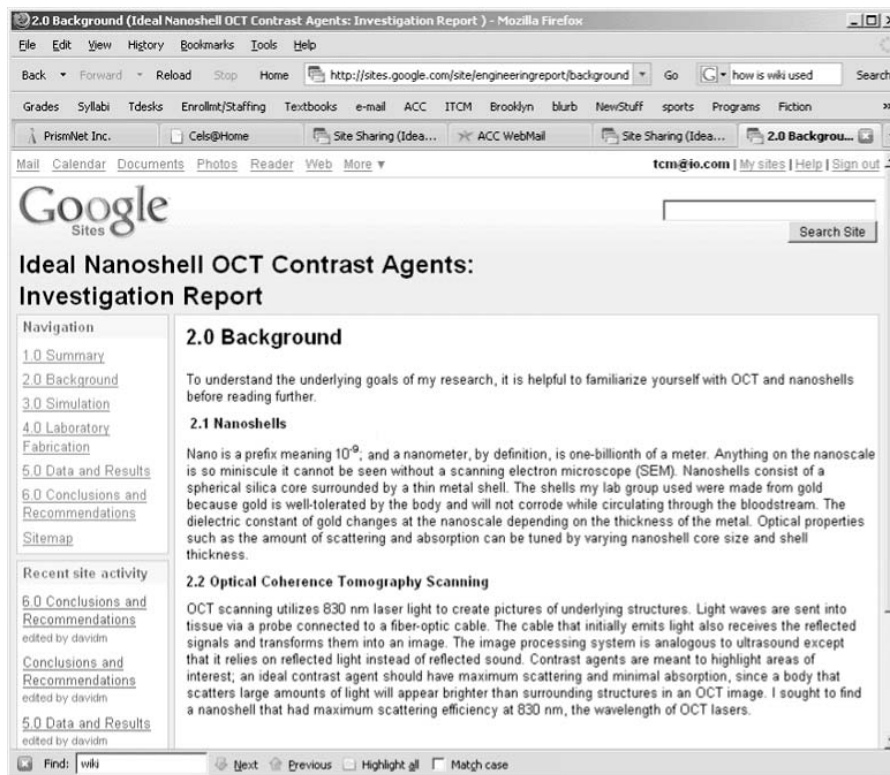 2.0 Background (Ideal Nanoshell OCT Contrast Agents: Investigation Report ) - Mozilla Firefox
File Edit View History Bookmarks Tools Help
Back Forward Reload Stop Home http://sites.google.com/site/engineeringreport/background Go G how is wiki used Search
Grades Syllabi Tdesks Enrollmt/Staffing Textbooks e-mail ACC ITCM Brooklyn blurb NewStuff sports Programs Fiction »
PrismNet Inc. Cels@Home Site Sharing (Idea... ACC WebMail Site Sharing (Idea... 2.0 Backgrou...
Mail Calendar Documents Photos Reader Web More ▼ tcm@io.com | My sites | Help | Sign out
Google
Sites
Search Site
Ideal Nanoshell OCT Contrast Agents:
Investigation Report
Navigation
1.0 Summary
2.0 Background
3.0 Simulation
4.0 Laboratory
Fabrication
5.0 Data and Results
6.0 Conclusions and
Recommendations
Sitemap
Recent site activity
6.0 Conclusions and
Recommendations
edited by davidm
Conclusions and
Recommendations
edited by davidm
5.0 Data and Results
edited by davidm
2.0 Background
To understand the underlying goals of my research, it is helpful to familiarize yourself with OCT and nanoshells
before reading further.
2.1 Nanoshells
Nano is a prefix meaning 10⁻⁹; and a nanometer, by definition, is one-billionth of a meter. Anything on the nanoscale
is so miniscule it cannot be seen without a scanning electron microscope (SEM). Nanoshells consist of a
spherical silica core surrounded by a thin metal shell. The shells my lab group used were made from gold
because gold is well-tolerated by the body and will not corrode while circulating through the bloodstream. The
dielectric constant of gold changes at the nanoscale depending on the thickness of the metal. Optical properties
such as the amount of scattering and absorption can be tuned by varying nanoshell core size and shell
thickness.
2.2 Optical Coherence Tomography Scanning
OCT scanning utilizes 830 nm laser light to create pictures of underlying structures. Light waves are sent into
tissue via a probe connected to a fiber-optic cable. The cable that initially emits light also receives the reflected
signals and transforms them into an image. The image processing system is analogous to ultrasound except
that it relies on reflected light instead of reflected sound. Contrast agents are meant to highlight areas of
interest; an ideal contrast agent should have maximum scattering and minimal absorption, since a body that
scatters large amounts of light will appear brighter than surrounding structures in an OCT image. I sought to find
a nanoshell that had maximum scattering efficiency at 830 nm, the wavelength of OCT lasers.
Find: wiki Next Previous Highlight all Match case